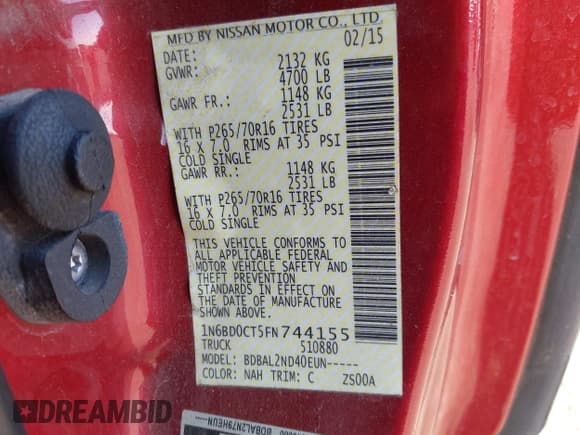 MFD BY NISSAN MOTOR CO., LTD.
DATE: 02/15
GVWR: 2132 KG
4700 LB
GAWR FR.: 1148 KG
2531 LB
WITH P265/70R16 TIRES
16 X 7.0 RIMS AT 35 PSI
COLD SINGLE
GAWR RR.: 1148 KG
2531 LB
WITH P265/70R16 TIRES
16 X 7.0 RIMS AT 35 PSI
COLD SINGLE
THIS VEHICLE CONFORMS TO
ALL APPLICABLE FEDERAL
MOTOR VEHICLE SAFETY AND
THEFT PREVENTION
STANDARDS IN EFFECT ON
THE DATE OF MANUFACTURE
SHOWN ABOVE.
1N6BD0CT5FN744155
TRUCK 510880
MODEL: BDBAL2ND40EUN-----
COLOR: NAH TRIM: C ZS00A
BDBAL2N79HEUN
DREAMBID